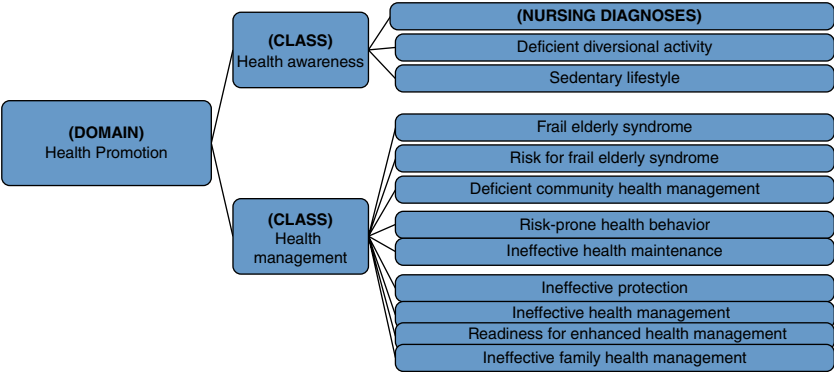 (DOMAIN)
Health Promotion
(CLASS)
Health awareness
(NURSING DIAGNOSES)
Deficient diversional activity
Sedentary lifestyle
(CLASS)
Health
management
Frail elderly syndrome
Risk for frail elderly syndrome
Deficient community health management
Risk-prone health behavior
Ineffective health maintenance
Ineffective protection
Ineffective health management
Readiness for enhanced health management
Ineffective family health management